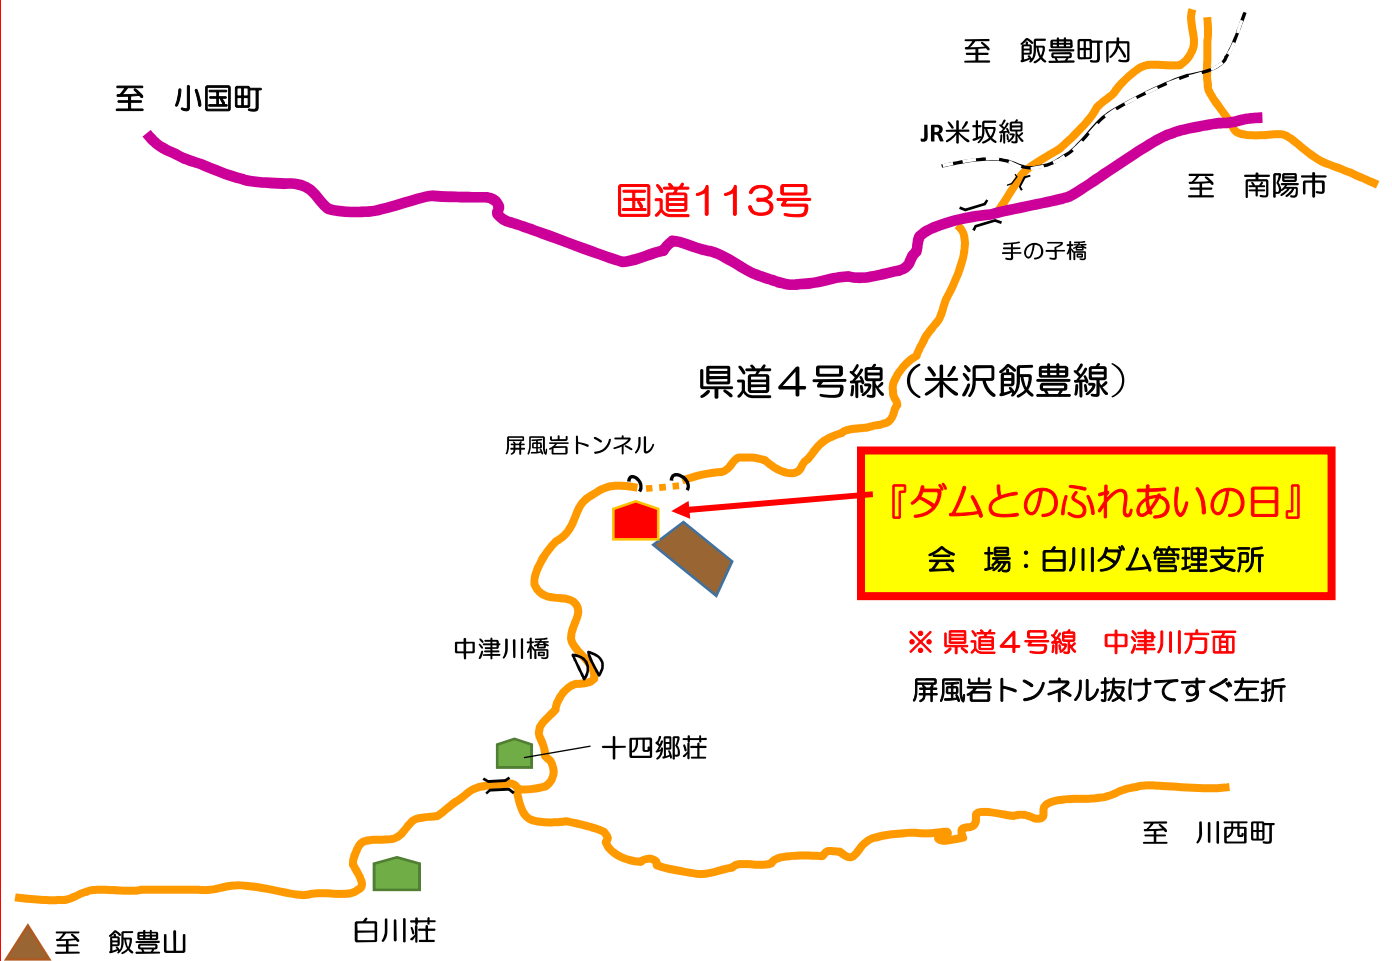 至　飯豊町内
至　小国町
JR米坂線
至　南陽市
国道１１３号
手の子橋
県道４号線（米沢飯豊線）
屏風岩トンネル
『ダムとのふれあいの日』
会　場：白川ダム管理支所
※ 県道４号線　中津川方面
屏風岩トンネル抜けてすぐ左折
中津川橋
十四郷荘
至　川西町
白川荘
至　飯豊山